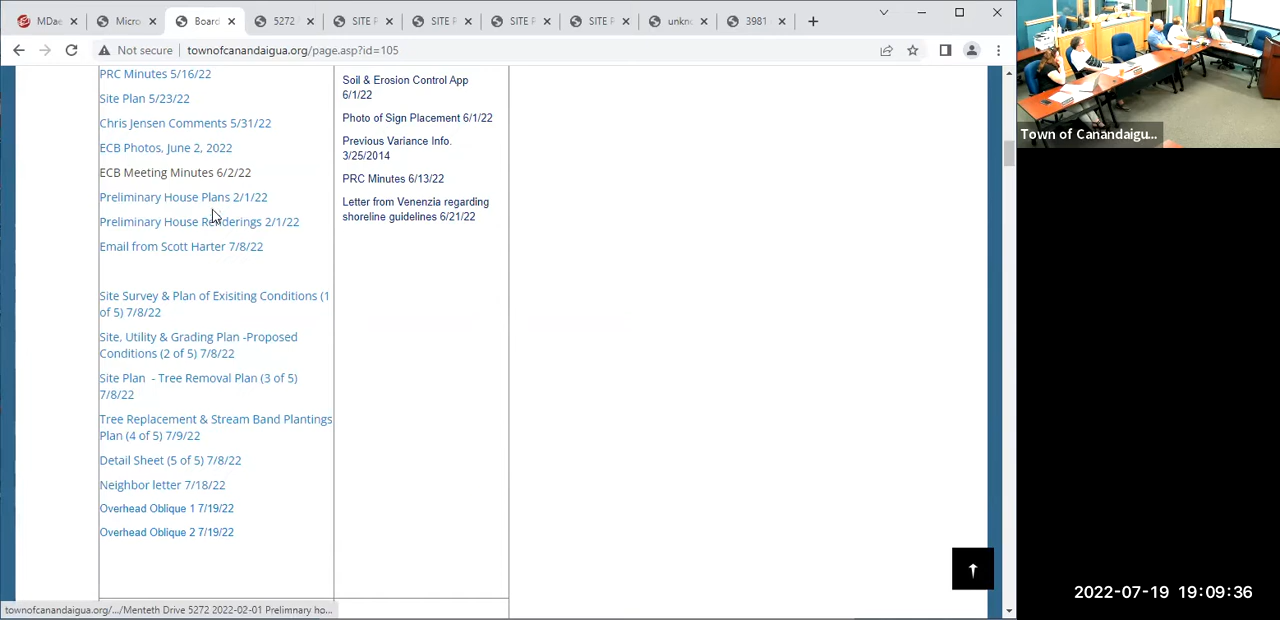 MDae
Micro
Board
5272
SITE P
SITE P
SITE P
SITE P
unkno
3981
Not secure
townofcanandaigua.org/page.asp?id=105
PRC Minutes 5/16/22
Site Plan 5/23/22
Chris Jensen Comments 5/31/22
ECB Photos, June 2, 2022
ECB Meeting Minutes 6/2/22
Preliminary House Plans 2/1/22
Preliminary House Renderings 2/1/22
Email from Scott Harter 7/8/22
Site Survey & Plan of Exisiting Conditions (1
of 5) 7/8/22
Site, Utility & Grading Plan -Proposed
Conditions (2 of 5) 7/8/22
Site Plan - Tree Removal Plan (3 of 5)
7/8/22
Tree Replacement & Stream Band Plantings
Plan (4 of 5) 7/9/22
Detail Sheet (5 of 5) 7/8/22
Neighbor letter 7/18/22
Overhead Oblique 1 7/19/22
Overhead Oblique 2 7/19/22
Soil & Erosion Control App
6/1/22
Photo of Sign Placement 6/1/22
Previous Variance Info.
3/25/2014
PRC Minutes 6/13/22
Letter from Venenzia regarding
shoreline guidelines 6/21/22
townofcanandaigua.org/.../Menteth Drive 5272 2022-02-01 Prelimnary ho...
Town of Canandaigu...
2022-07-19 19:09:36